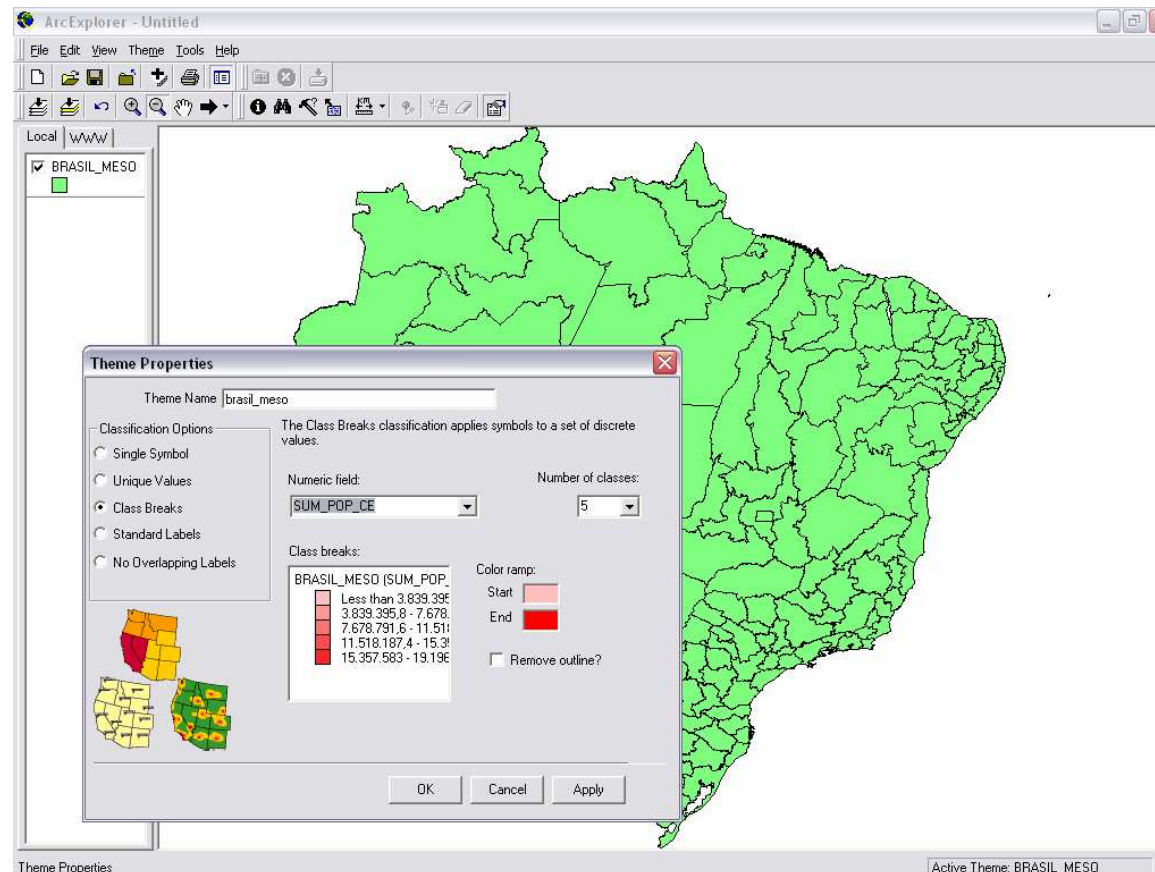 ArcExplorer - Untitled
File Edit View Theme Tools Help
Local WWW
BRASIL_MESO
Theme Properties
Theme Name brasil_meso
Classification Options
Single Symbol
Unique Values
Class Breaks
Standard Labels
No Overlapping Labels
The Class Breaks classification applies symbols to a set of discrete
values.
Numeric field:
Number of classes:
SUM_POP_CE
5
Class breaks:
BRASIL_MESO (SUM_POP_
Less than 3.839.395
3.839.395,8 - 7.678.
7.678.791,6 - 11.518
11.518.187,4 - 15.35
15.357.583 - 19.196
Color ramp:
Start
End
Remove outline?
OK Cancel Apply
Theme Properties
Active Theme: BRASIL_MESO